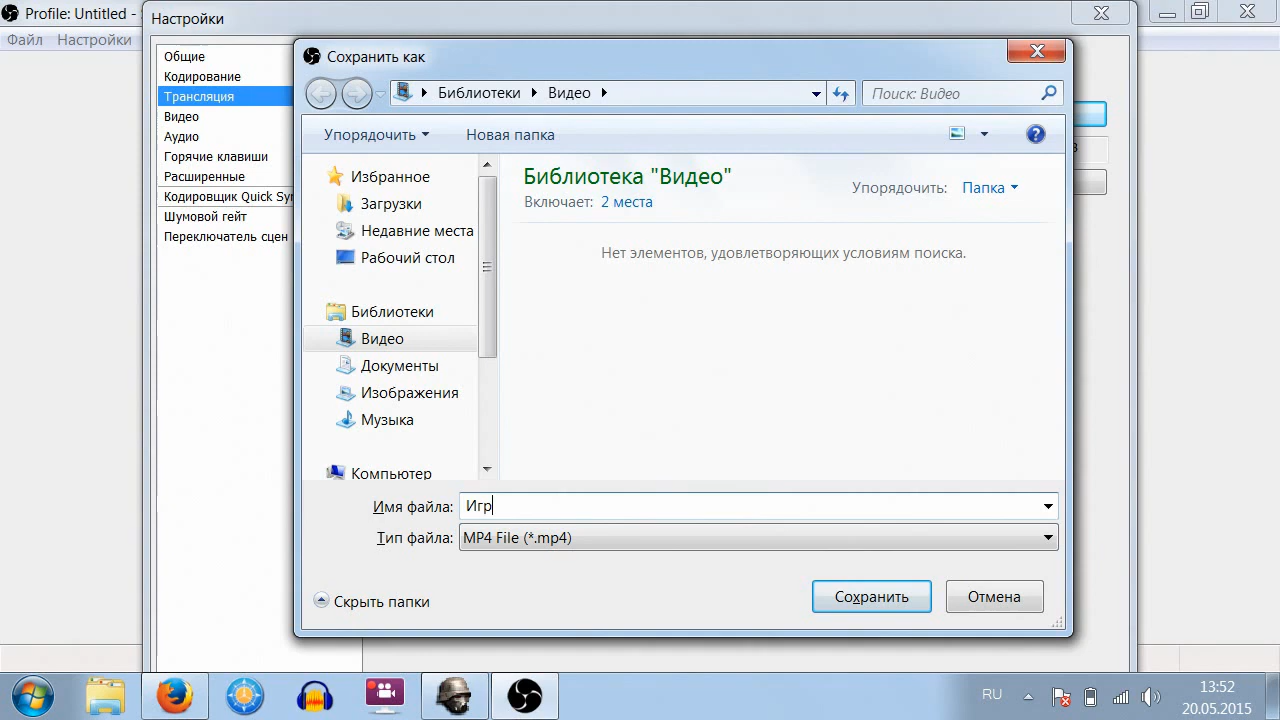 Profile: Untitled -
Файл Настройки
Настройки
Общие
Кодирование
Трансляция
Видео
Аудио
Горячие клавиши
Расширенные
Кодировщик Quick Syn
Шумовой гейт
Переключатель сцен
Сохранить как
Библиотеки Видео
Поиск: Видео
Упорядочить
Новая папка
Избранное
Загрузки
Недавние места
Рабочий стол
Библиотеки
Видео
Документы
Изображения
Музыка
Компьютер
Библиотека "Видео"
Включает: 2 места
Упорядочить: Папка
Нет элементов, удовлетворяющих условиям поиска.
Имя файла: Игр
Тип файла: MP4 File (*.mp4)
Скрыть папки
Сохранить
Отмена
RU
13:52
20.05.2015